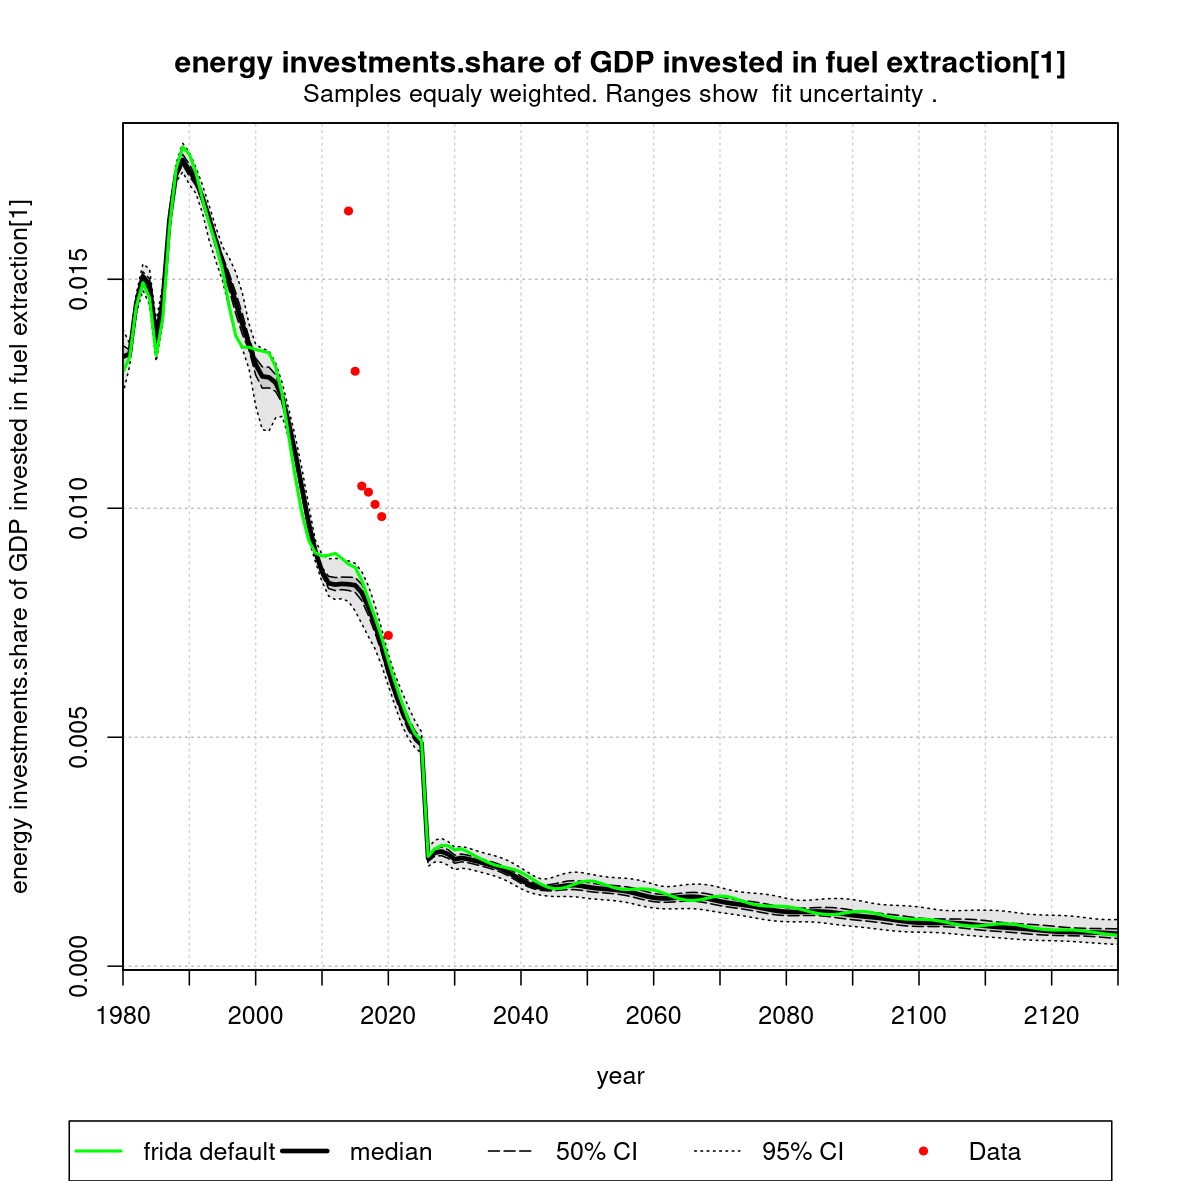 energy investments.share of GDP invested in fuel extraction[1]
Samples equaly weighted. Ranges show  fit uncertainty .
energy investments.share of GDP invested in fuel extraction[1]
0.015
0.010
0.005
0.000
1980 2000 2020 2040 2060 2080 2100 2120
year
frida default median 50% CI 95% CI Data